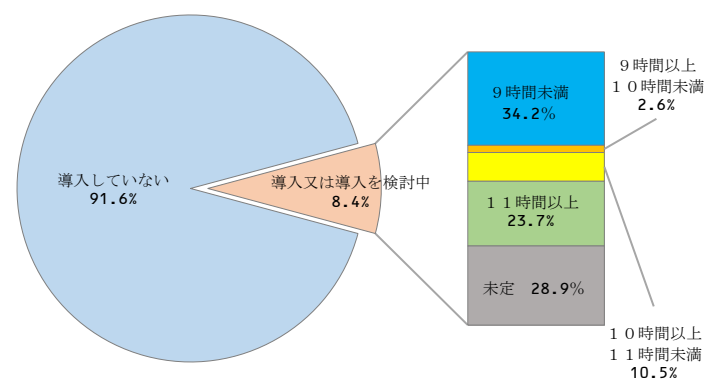 導入していない
91.6%
導入又は導入を検討中
8.4%
９時間未満
34.2%
９時間以上
１０時間未満
2.6%
１１時間以上
23.7%
未定　28.9%
１０時間以上
１１時間未満
10.5%